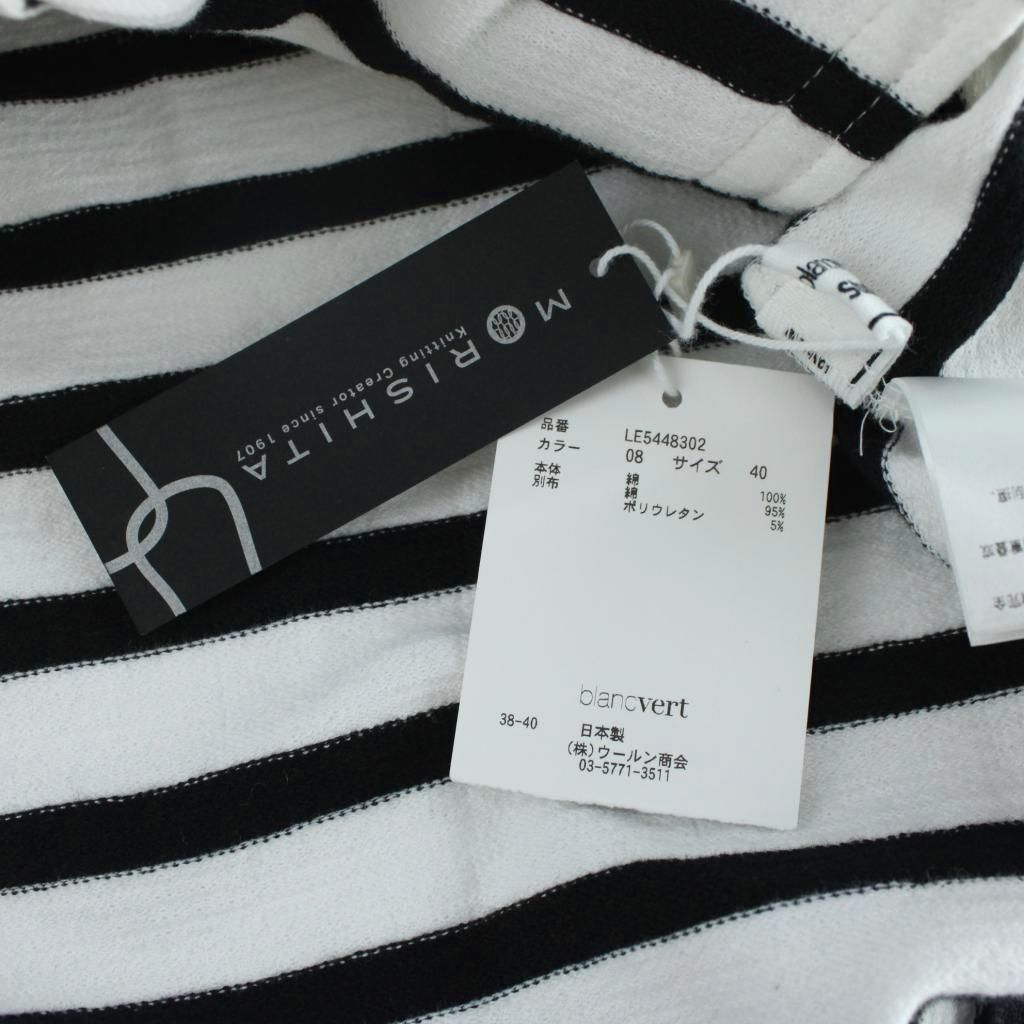 MORISHITA
Knitting Creator since 1907
品番 LE5448302
カラー 08 サイズ 40
本体 綿 100%
別布 綿 95%
ポリウレタン 5%
blancvert
38-40 日本製
(株)ウールン商会
03-5771-3511